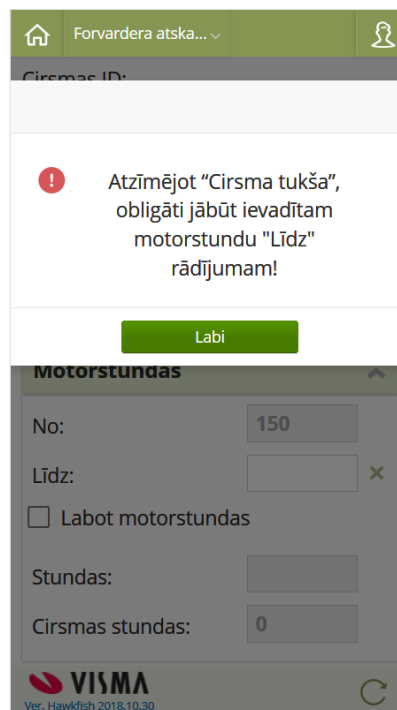 Forvardera atska...
Cirsmas ID:
Atzīmējot “Cirsma tukša”,
obligāti jābūt ievadītam
motorstundu "Līdz"
rādījumam!
Labi
Motorstundas
No: 150
Līdz:
Labot motorstundas
Stundas:
Cirsmas stundas: 0
VISMA
Ver. Hawkfish 2018.10.30